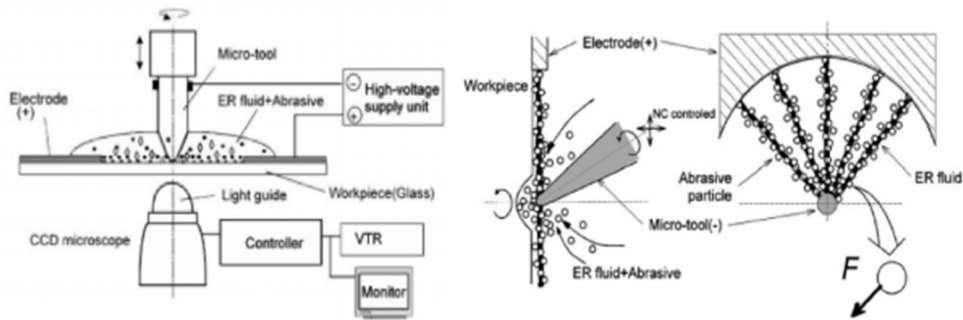 Micro-tool
Electrode
(+)
ER fluid+Abrasive
−
+
High-voltage
supply unit
Workpiece(Glass)
Light guide
CCD microscope
Controller
VTR
Monitor
Electrode(+)
Workpiece
NC controled
Abrasive
particle
ER fluid
Micro-tool(-)
ER fluid+Abrasive
F